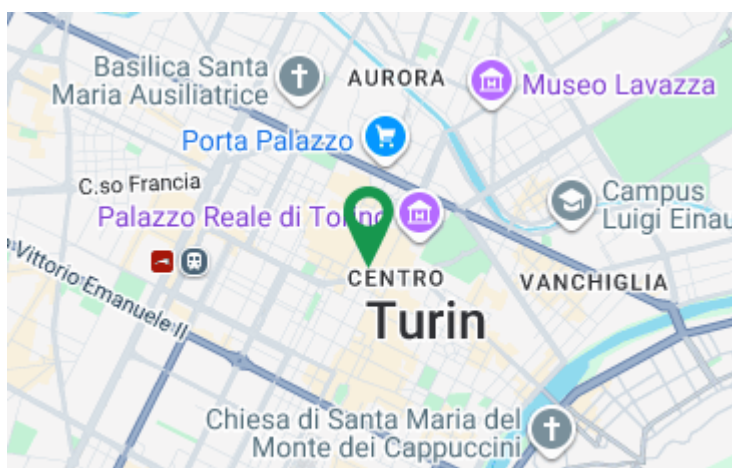 Basilica Santa
Maria Ausiliatrice
AURORA
Museo Lavazza
Porta Palazzo
C.so Francia
Campus
Luigi Einau
Palazzo Reale di Torino
Vittorio Emanuele II
CENTRO
VANCHIGLIA
Turin
Chiesa di Santa Maria del
Monte dei Cappuccini